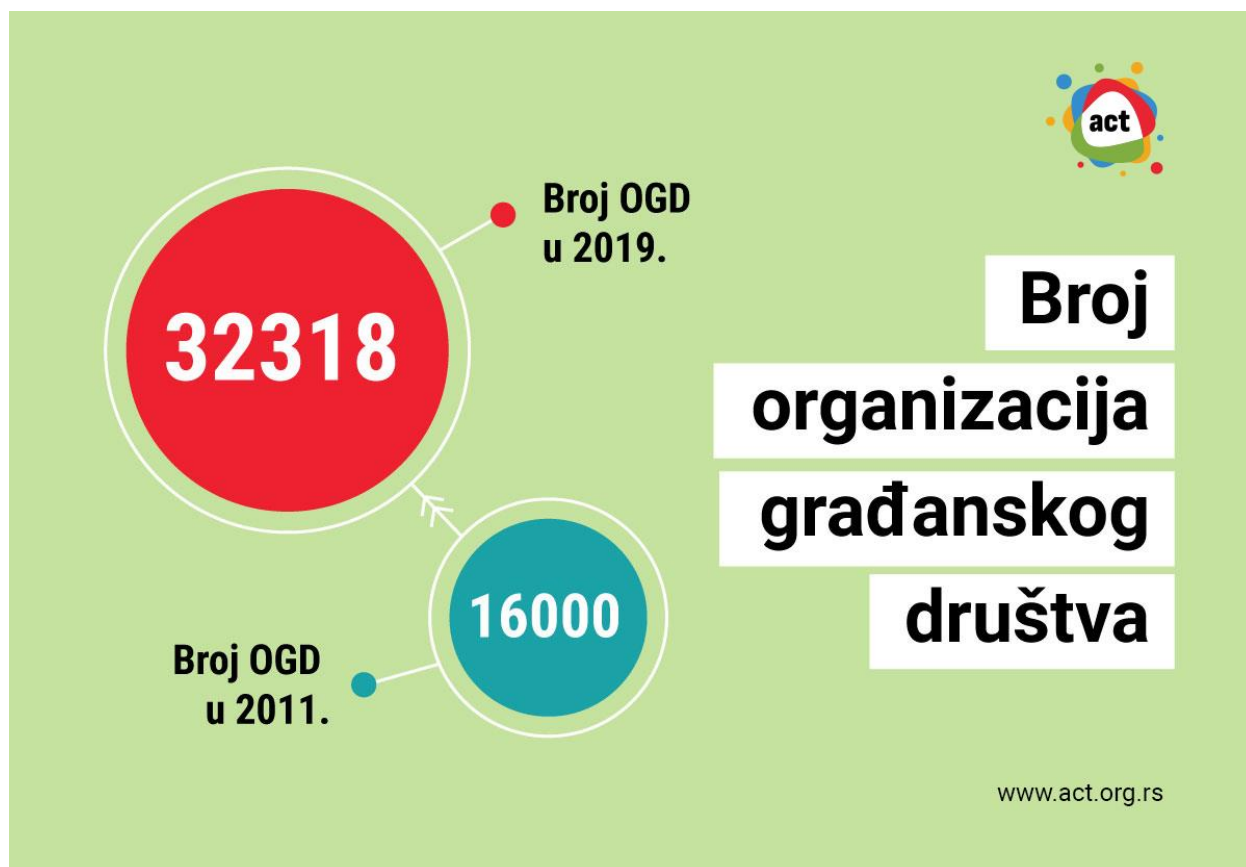 act
Broj OGD
u 2019.
32318
16000
Broj OGD
u 2011.
Broj
organizacija
građanskog
društva
www.act.org.rs